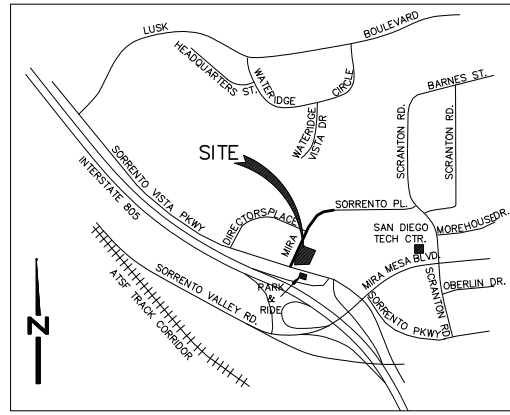 LUSK
BOULEVARD
HEADQUARTERS ST.
WATERIDGE
CIRCLE
BARNES ST.
WATERIDGE
VISTA DR
SCRANTON RD.
SCRANTON RD.
SITE
SORRENTO VISTA PKWY
INTERSTATE 805
SORRENTO PL.
DIRECTORS PLACE
MIRA
SAN DIEGO
TECH CTR.
MOREHOUSE DR.
MIRA MESA BLVD.
SCRANTON RD.
OBERLIN DR.
PARK
&
RIDE
SORRENTO PKWY
SORRENTO VALLEY RD.
ATSF TRACK
CORRIDOR
N